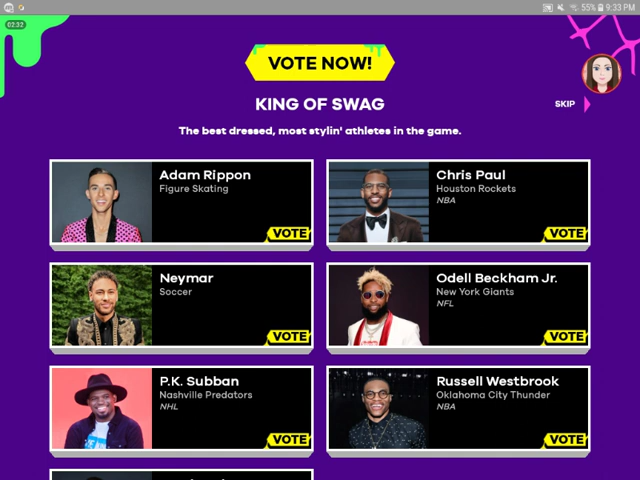 55% 9:33 PM
02:32
VOTE NOW!
KING OF SWAG
SKIP
The best dressed, most stylin' athletes in the game.
Adam Rippon
Figure Skating
VOTE
Chris Paul
Houston Rockets
NBA
VOTE
Neymar
Soccer
VOTE
Odell Beckham Jr.
New York Giants
NFL
VOTE
P.K. Subban
Nashville Predators
NHL
VOTE
Russell Westbrook
Oklahoma City Thunder
NBA
VOTE